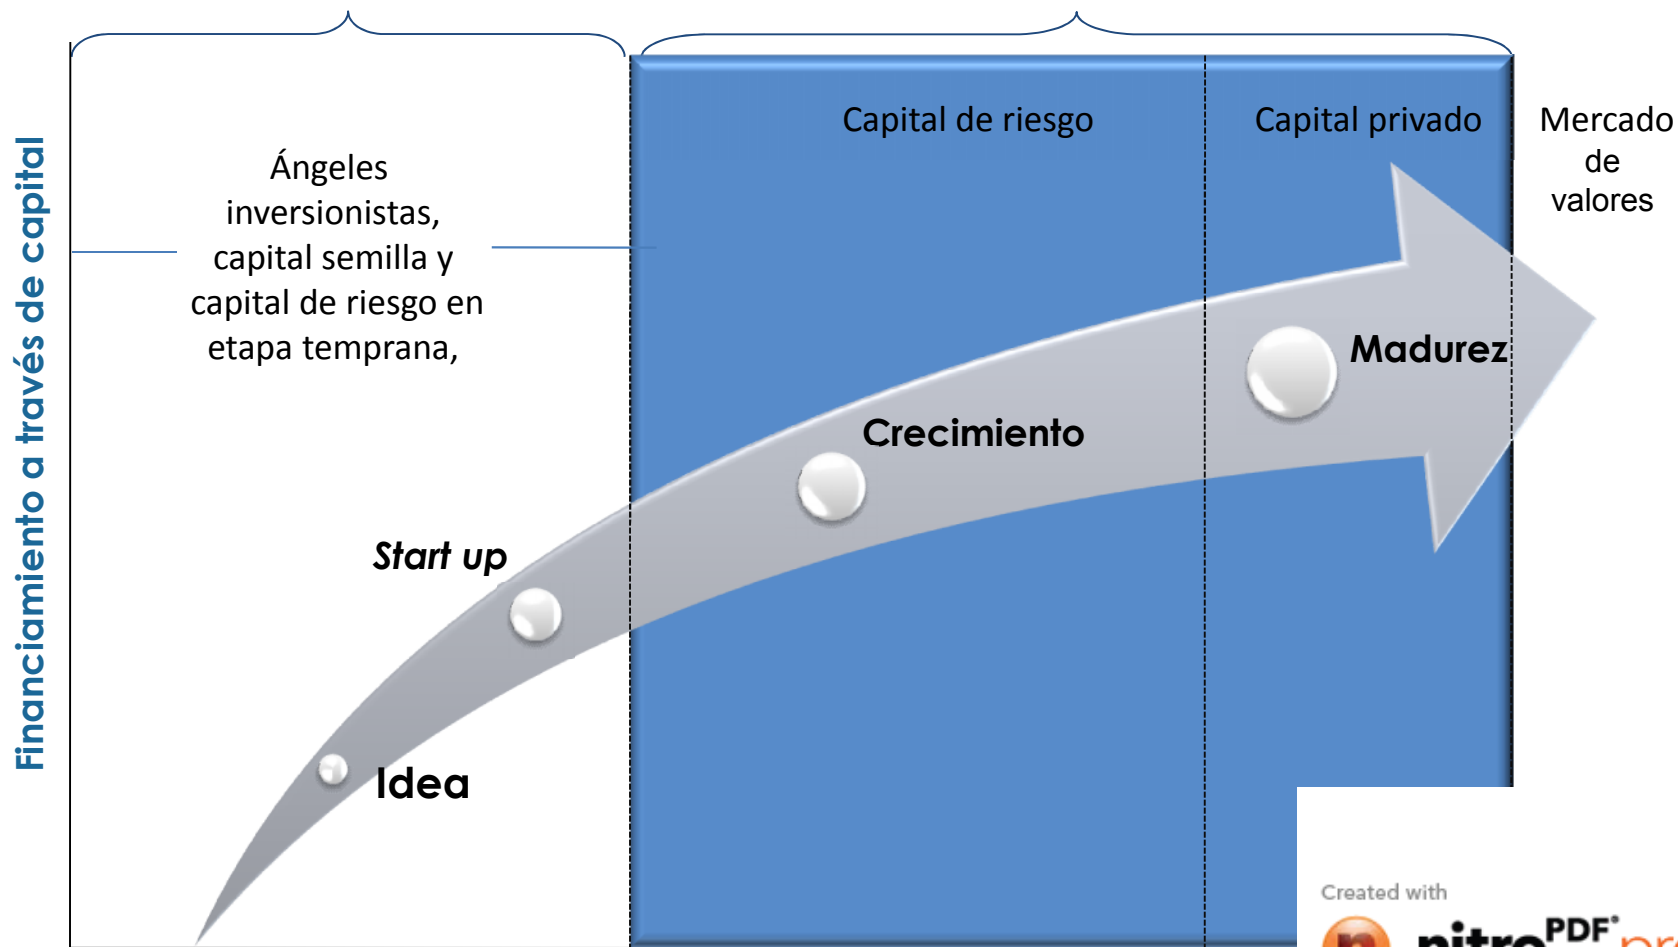 Financiamiento a través de capital
Ángeles
inversionistas,
capital semilla y
capital de riesgo en
etapa temprana,
Capital de riesgo
Capital privado
Mercado
de
valores
Madurez
Crecimiento
Start up
Idea
Created with
nitroPDF®